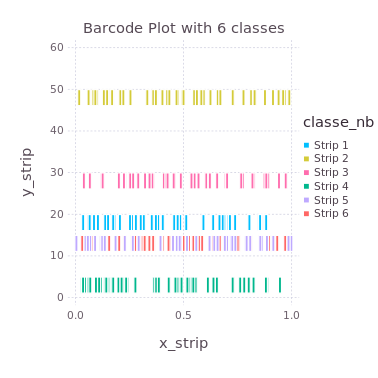 Barcode Plot with 6 classes
60
50
40
30
20
10
0
y_strip
0.0
0.5
1.0
x_strip
classe_nb
Strip 1
Strip 2
Strip 3
Strip 4
Strip 5
Strip 6